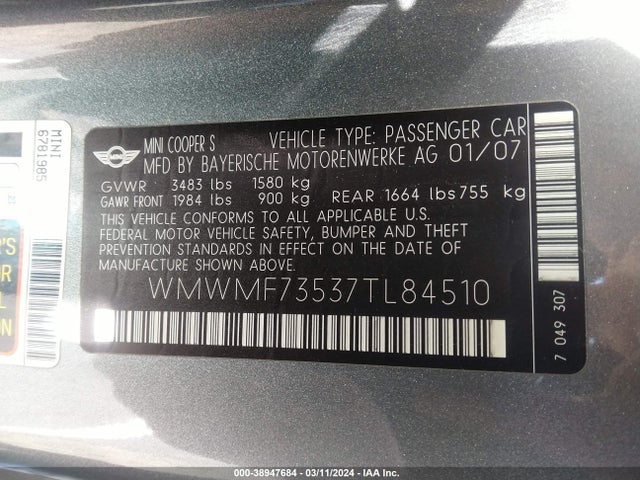 MINI
6781985
MINI COOPER S VEHICLE TYPE: PASSENGER CAR
MFD BY BAYERISCHE MOTORENWERKE AG 01/07
GVWR 3483 lbs 1580 kg
GAWR FRONT 1984 lbs 900 kg REAR 1664 lbs 755 kg
THIS VEHICLE CONFORMS TO ALL APPLICABLE U.S.
FEDERAL MOTOR VEHICLE SAFETY, BUMPER AND THEFT
PREVENTION STANDARDS IN EFFECT ON THE DATE OF
MANUFACTURE SHOWN ABOVE.
WMWMF73537TL84510
7 049 307
000-38947684 - 03/11/2024 - IAA Inc.